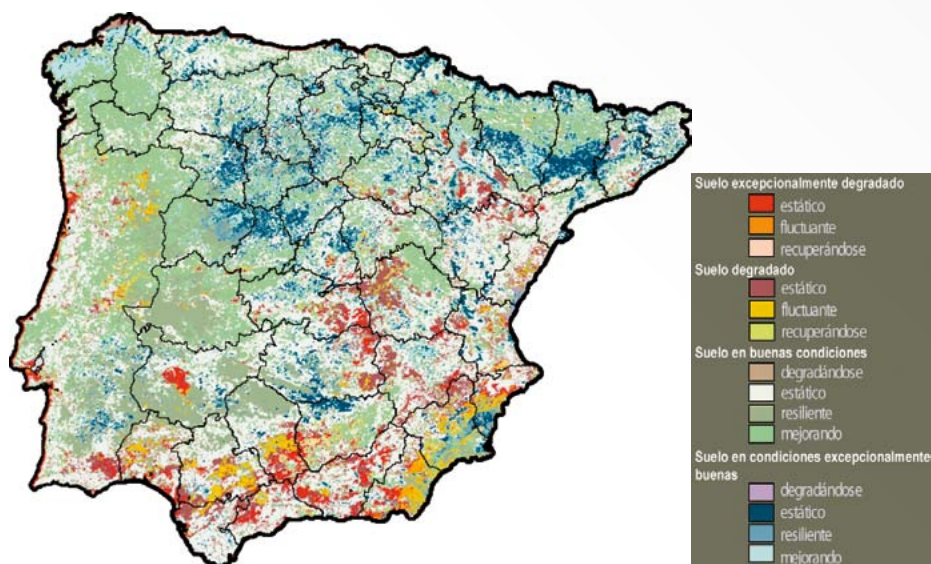 Suelo excepcionalmente degradado
estático
fluctuante
recuperándose
Suelo degradado
estático
fluctuante
recuperándose
Suelo en buenas condiciones
degradándose
estático
resiliente
mejorando
Suelo en condiciones excepcionalmente
buenas
degradándose
estático
resiliente
mejorando